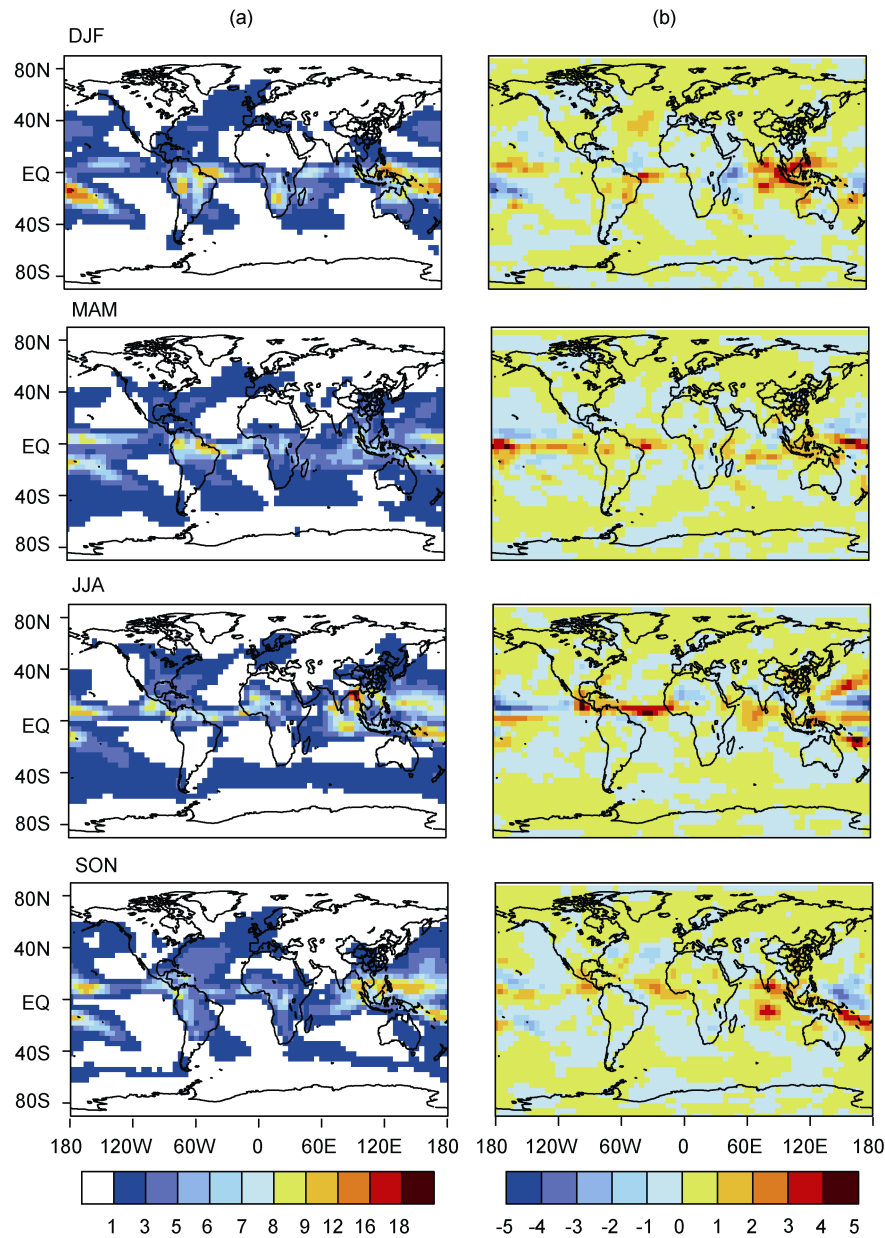 (a) (b)
DJF
80N
40N
EQ
40S
80S
MAM
80N
40N
EQ
40S
80S
JJA
80N
40N
EQ
40S
80S
SON
80N
40N
EQ
40S
80S
180 120W 60W 0 60E 120E 180 180 120W 60W 0 60E 120E 180
1 3 5 6 7 8 9 12 16 18 -5 -4 -3 -2 -1 0 1 2 3 4 5